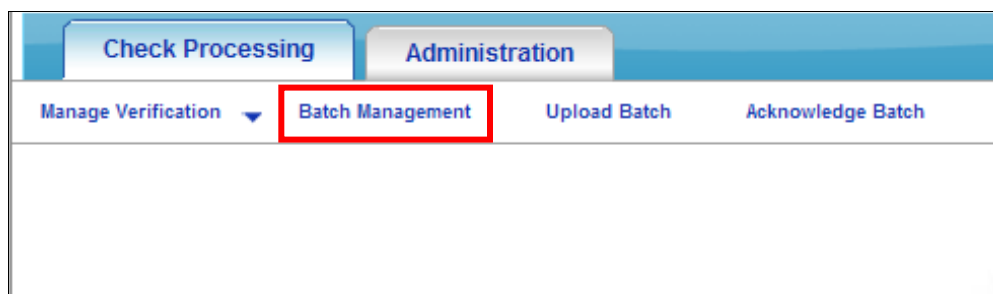 Check Processing Administration
Manage Verification Batch Management Upload Batch Acknowledge Batch